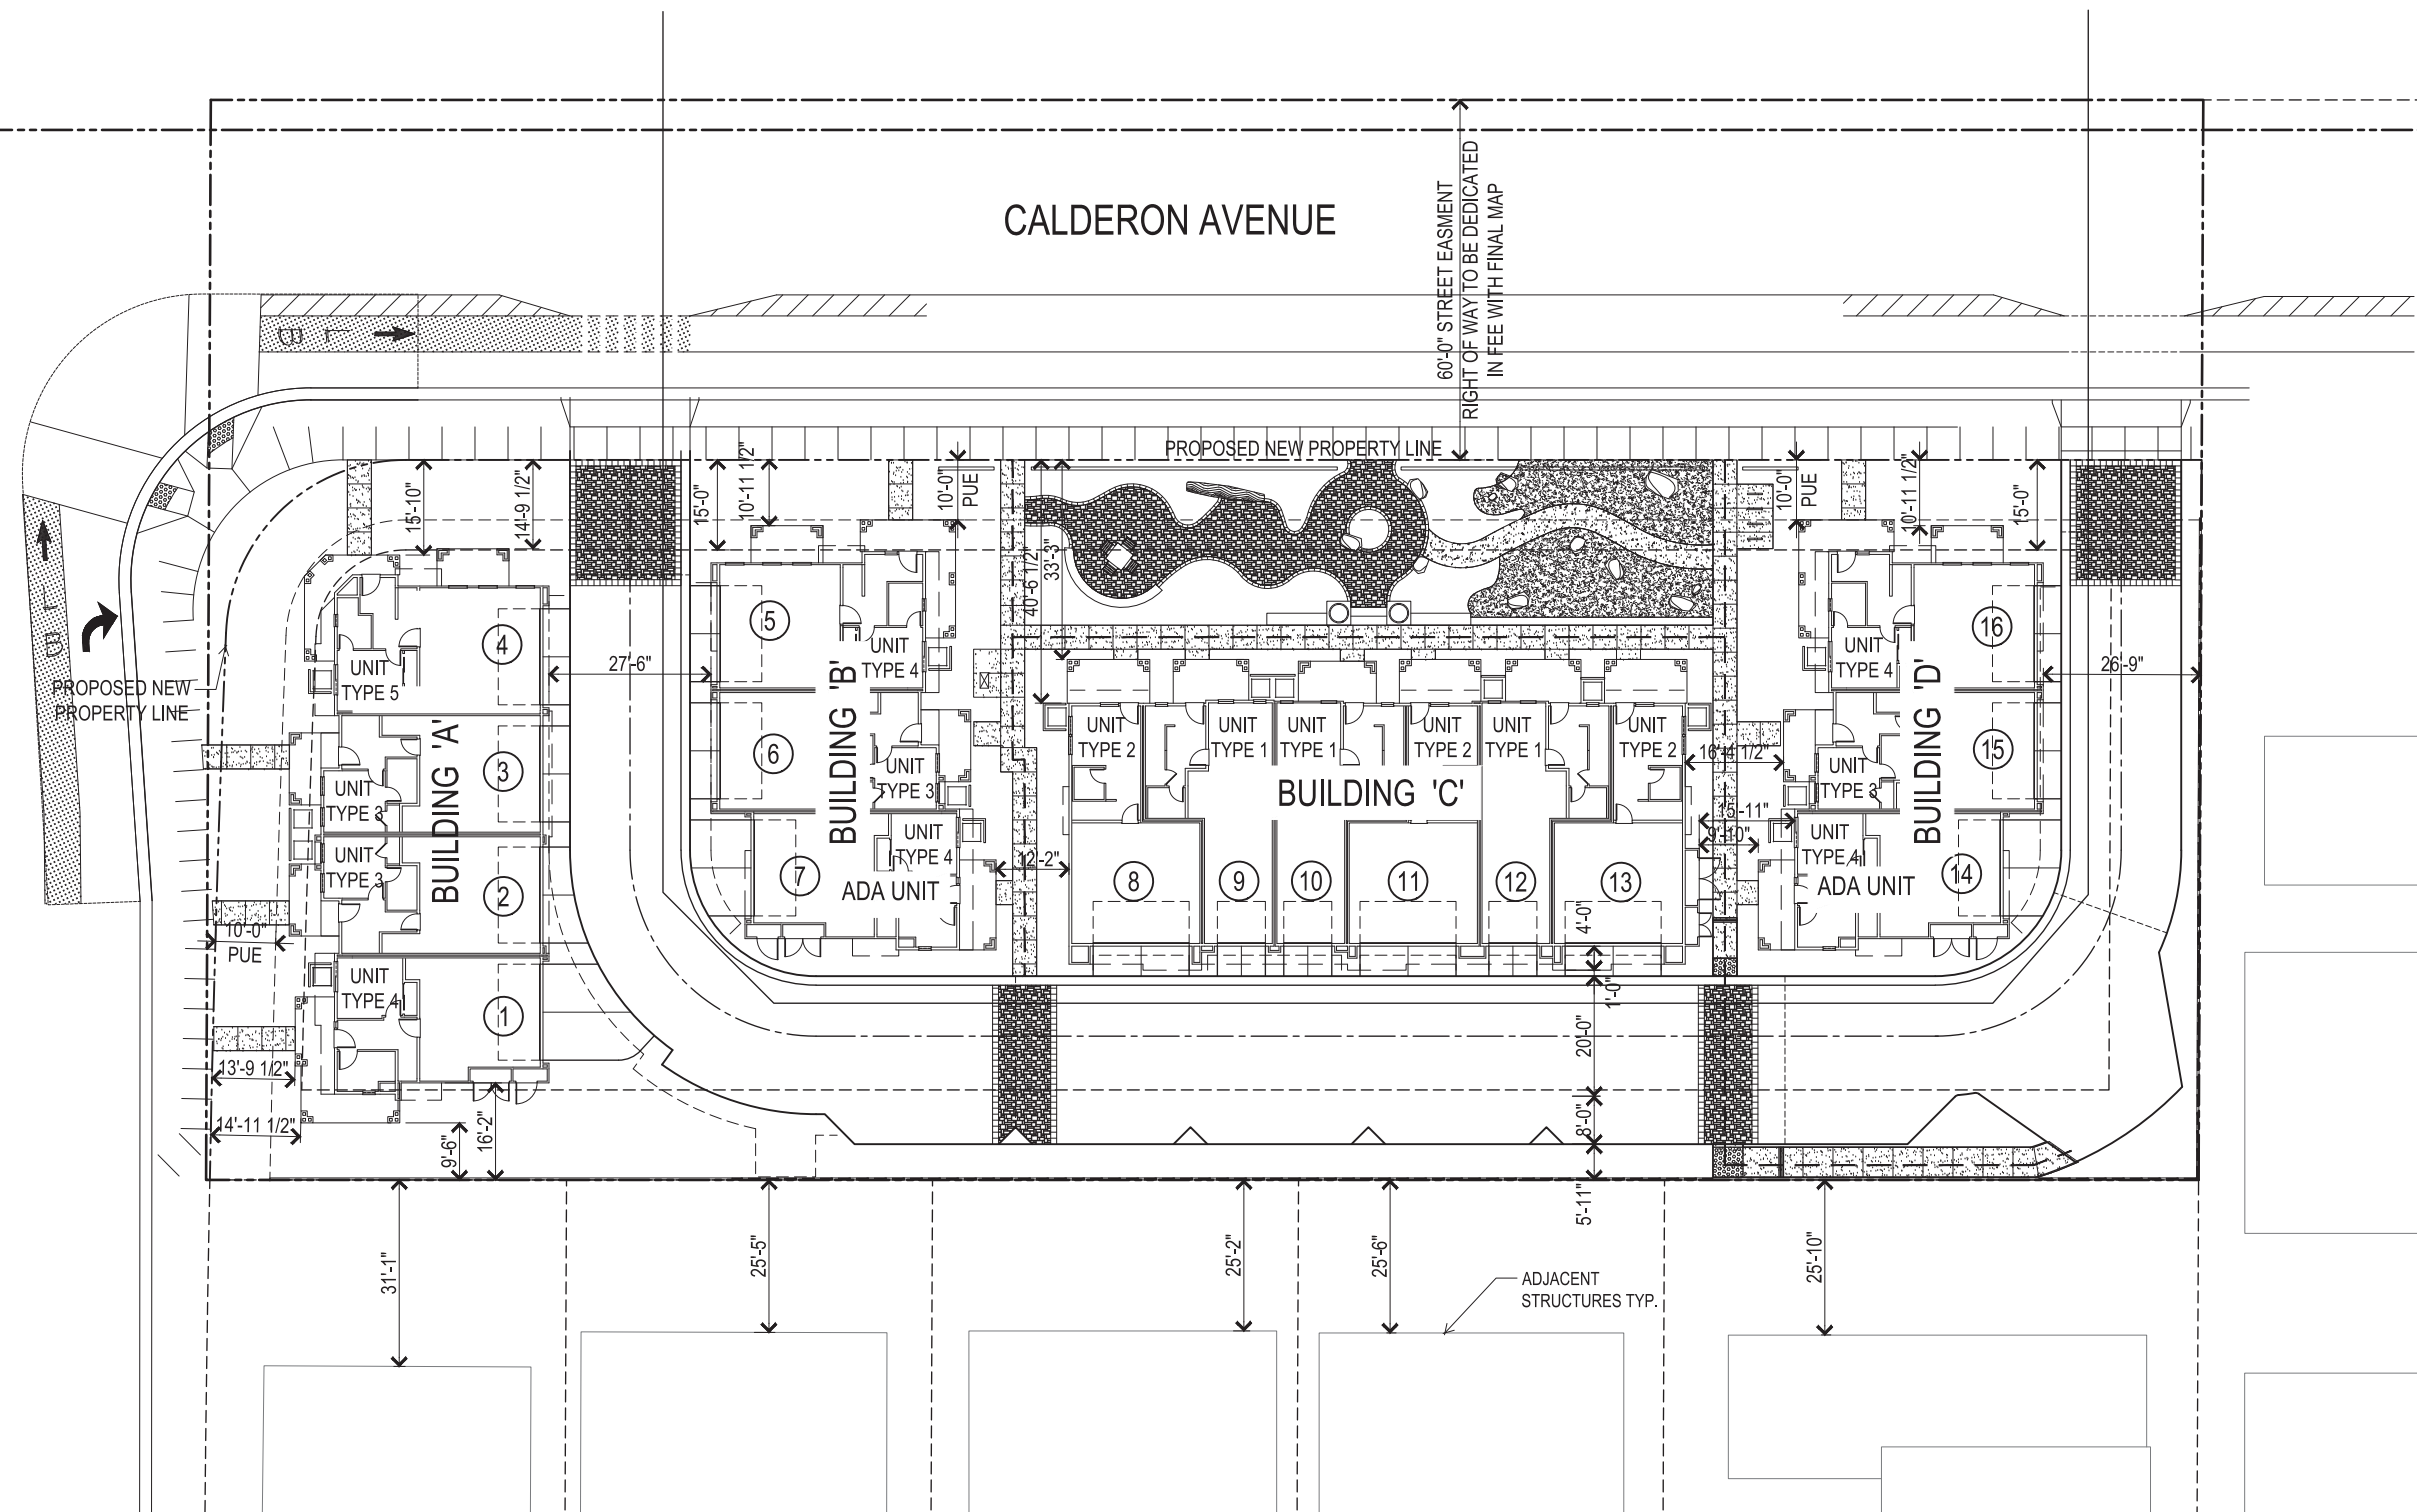 CALDERON AVENUE
60'-0" STREET EASMENT
RIGHT OF WAY TO BE DEDICATED
IN FEE WITH FINAL MAP
B L
L B
PROPOSED NEW PROPERTY LINE
PROPOSED NEW
PROPERTY LINE
15'-10"
14'-9 1/2"
15'-0"
10'-11 1/2"
10'-0"
PUE
40'-6 1/2"
33'-3"
10'-0"
PUE
10'-11 1/2"
15'-0"
27'-6"
26'-9"
BUILDING 'A'
4
UNIT
TYPE 5
3
UNIT
TYPE 3
2
UNIT
TYPE 3
1
UNIT
TYPE 4
10'-0"
PUE
13'-9 1/2"
14'-11 1/2"
9'-6"
16'-2"
BUILDING 'B'
5
UNIT
TYPE 4
6
UNIT
TYPE 3
7
UNIT
TYPE 4
ADA UNIT
12'-2"
BUILDING 'C'
UNIT
TYPE 2
UNIT
TYPE 1
UNIT
TYPE 1
UNIT
TYPE 2
UNIT
TYPE 1
UNIT
TYPE 2
8
9
10
11
12
13
16'-4 1/2"
15'-11"
9'-10"
BUILDING 'D'
16
UNIT
TYPE 4
15
UNIT
TYPE 3
14
UNIT
TYPE 4
ADA UNIT
4'-0"
1'-0"
20'-0"
8'-0"
5'-11"
31'-1"
25'-5"
25'-2"
25'-6"
25'-10"
ADJACENT
STRUCTURES TYP.